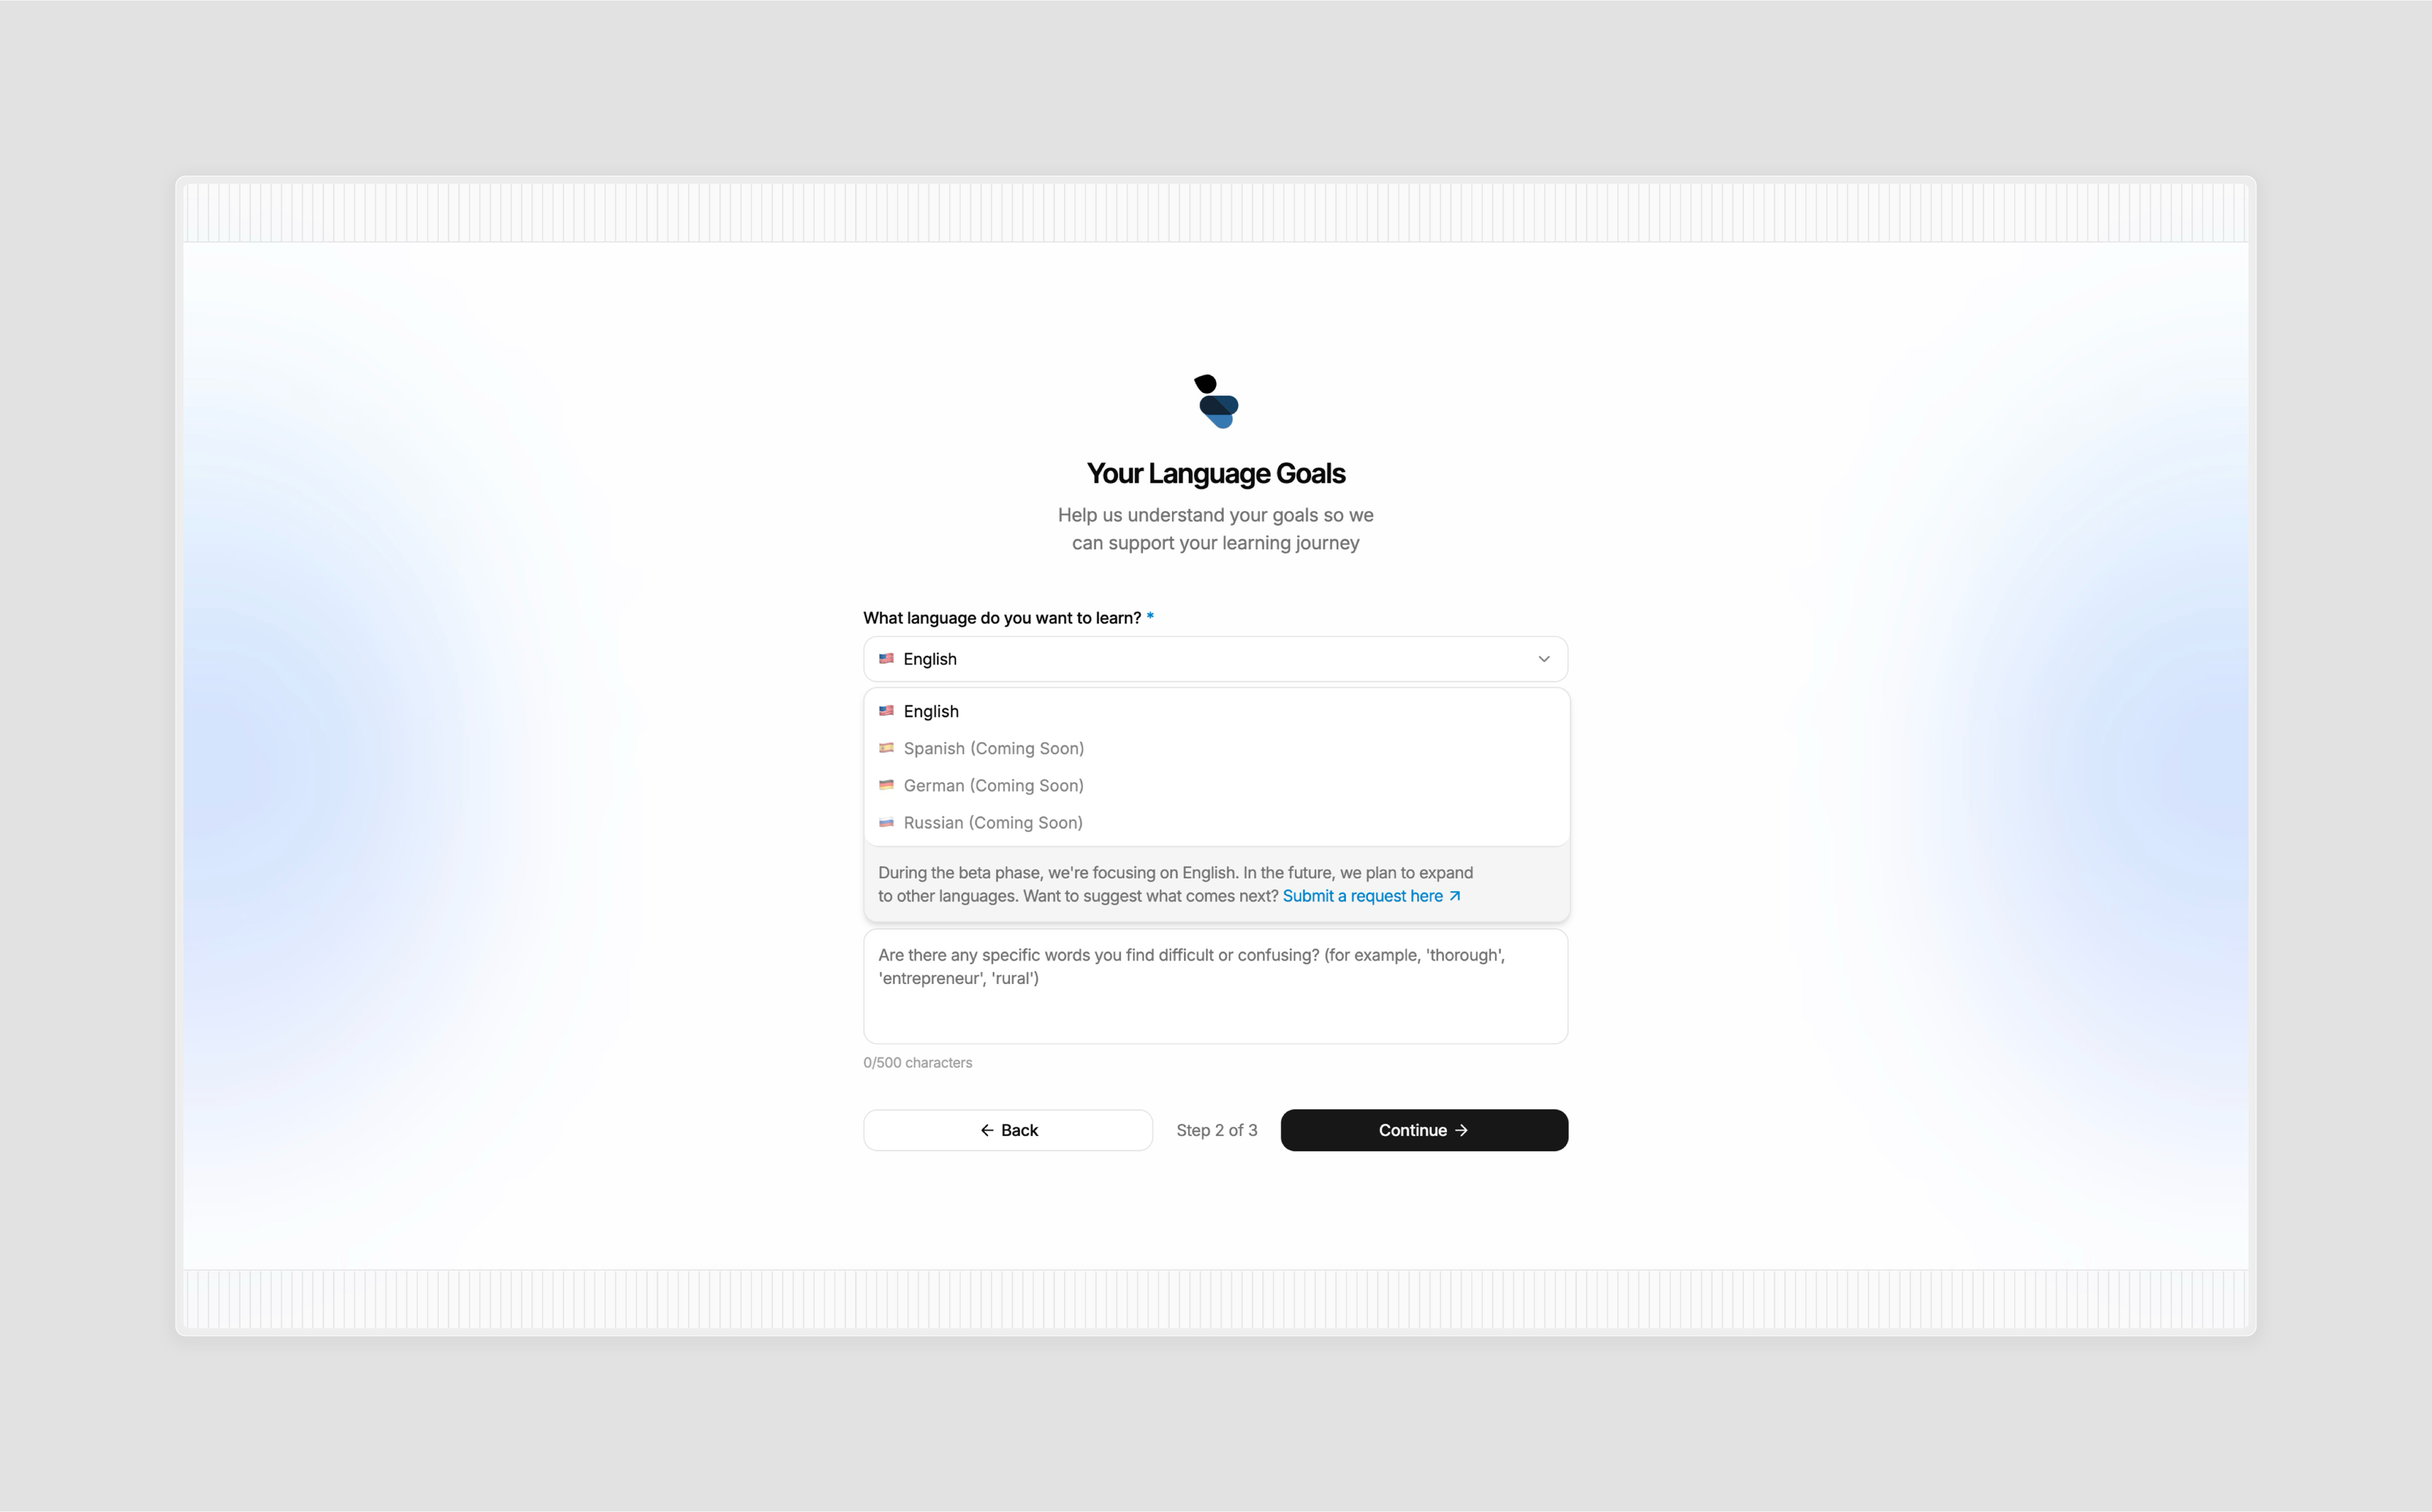 Your Language Goals
Help us understand your goals so we
can support your learning journey
What language do you want to learn? *
English
English
Spanish (Coming Soon)
German (Coming Soon)
Russian (Coming Soon)
During the beta phase, we're focusing on English. In the future, we plan to expand
to other languages. Want to suggest what comes next? Submit a request here ↗
Are there any specific words you find difficult or confusing? (for example, 'thorough',
'entrepreneur', 'rural')
0/500 characters
← Back
Step 2 of 3
Continue →